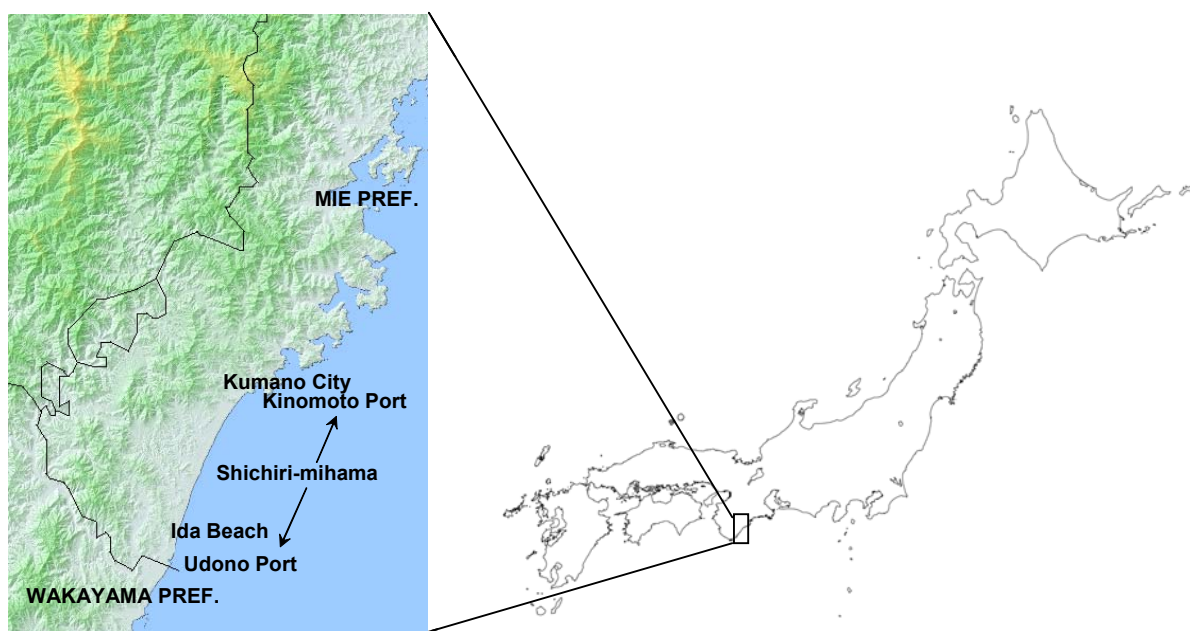 MIE PREF.
Kumano City
Kinomoto Port
Shichiri-mihama
Ida Beach
Udono Port
WAKAYAMA PREF.